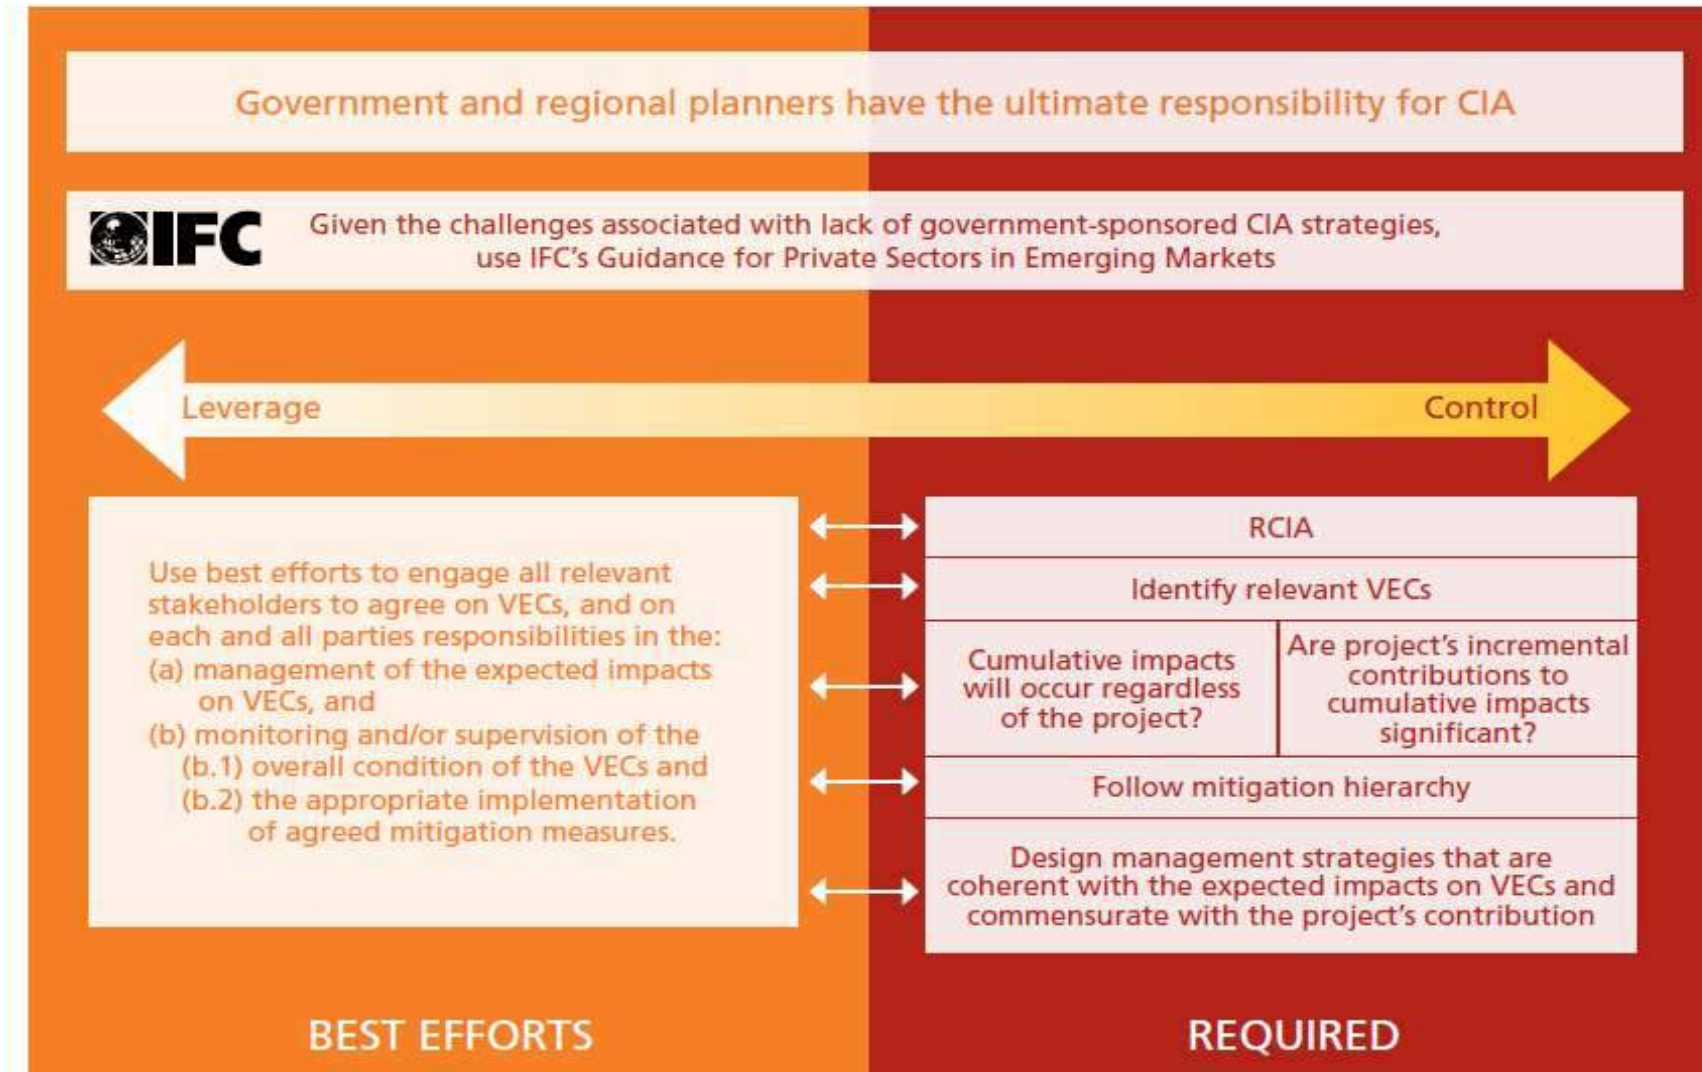 Government and regional planners have the ultimate responsibility for CIA
IFC
Given the challenges associated with lack of government-sponsored CIA strategies,
use IFC's Guidance for Private Sectors in Emerging Markets
Leverage
Control
Use best efforts to engage all relevant
stakeholders to agree on VECs, and on
each and all parties responsibilities in the:
(a) management of the expected impacts
on VECs, and
(b) monitoring and/or supervision of the
(b.1) overall condition of the VECs and
(b.2) the appropriate implementation
of agreed mitigation measures.
RCIA
Identify relevant VECs
Cumulative impacts
will occur regardless
of the project?
Are project's incremental
contributions to
cumulative impacts
significant?
Follow mitigation hierarchy
Design management strategies that are
coherent with the expected impacts on VECs and
commensurate with the project's contribution
BEST EFFORTS
REQUIRED